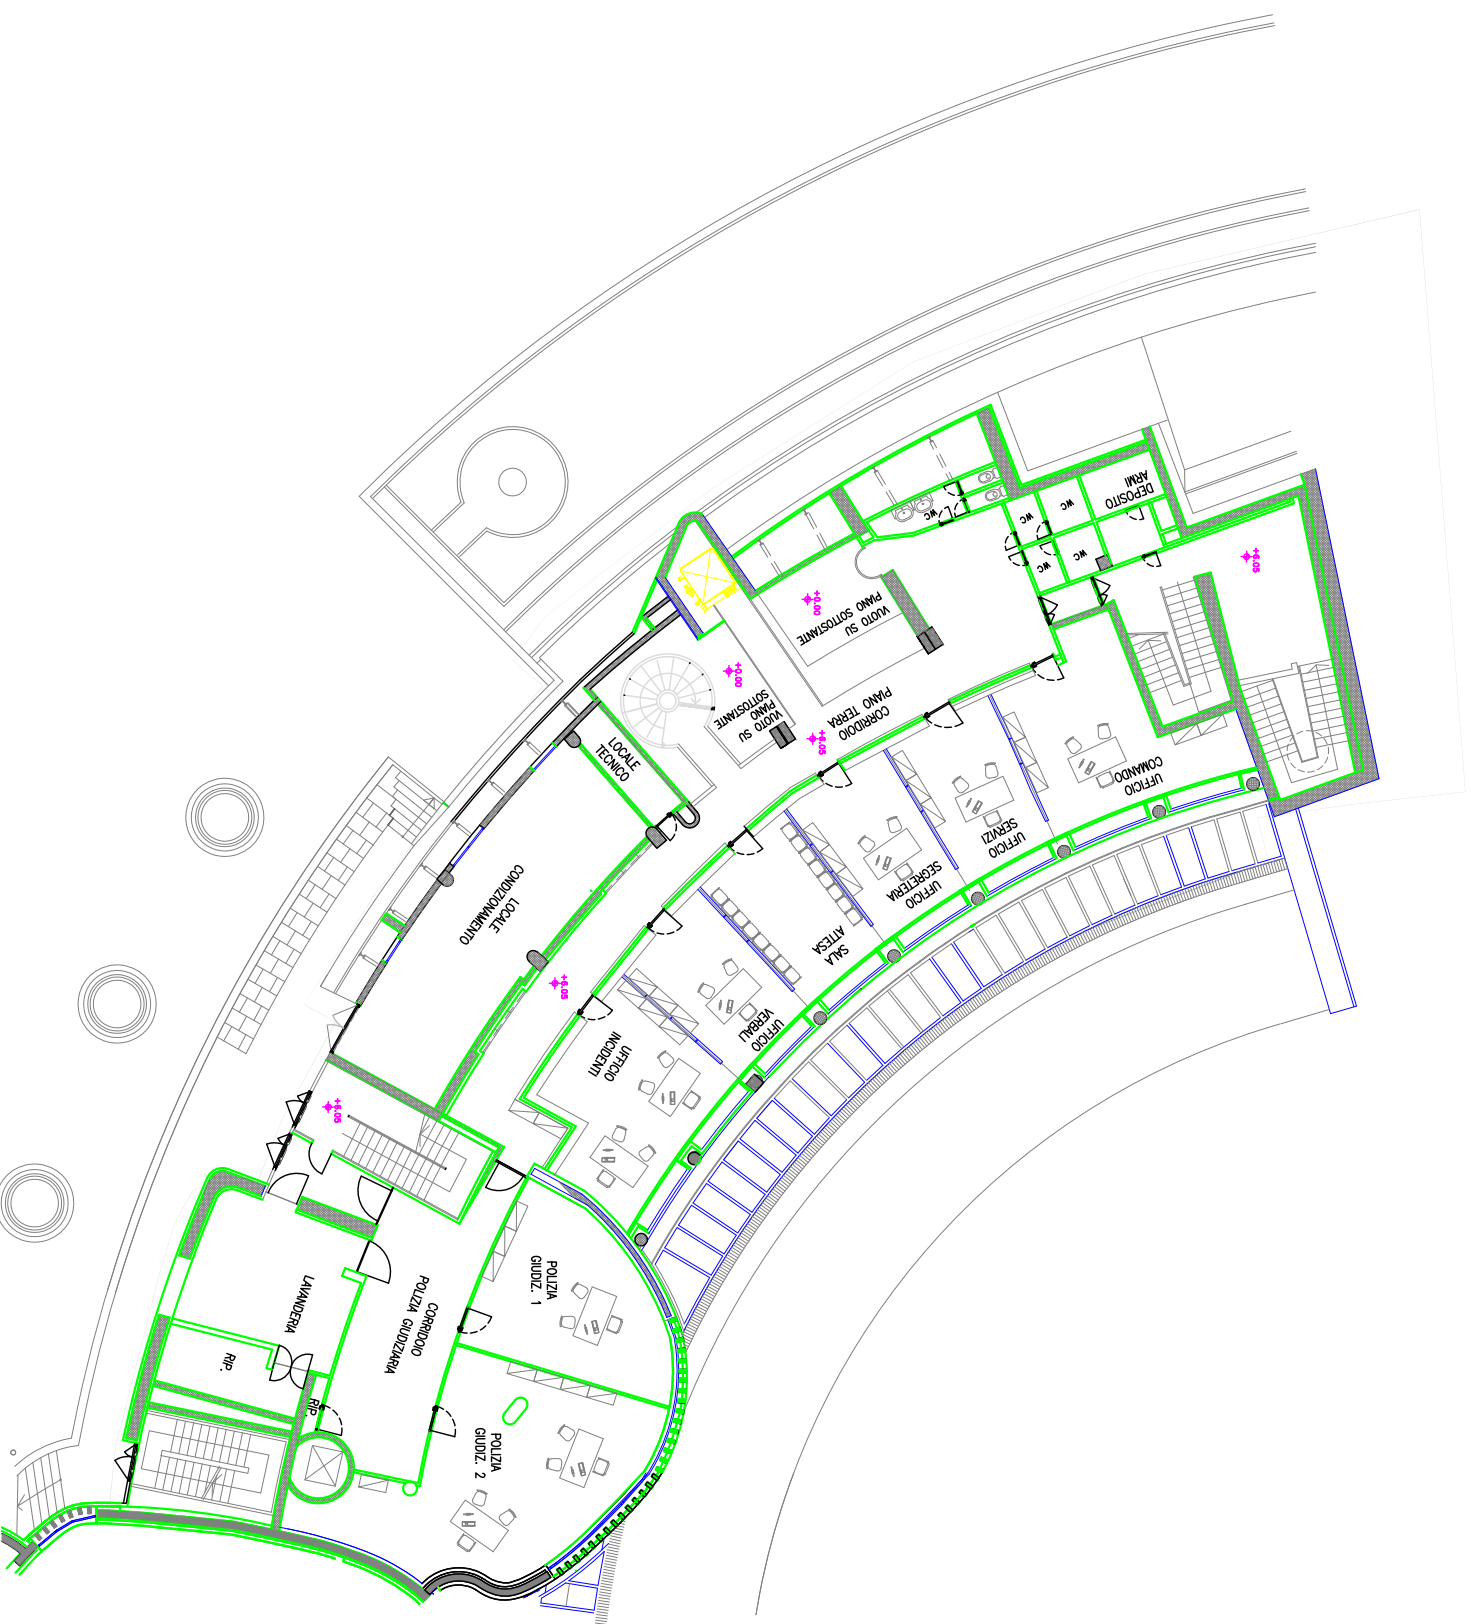 DEPOSITO
ARMI
WC
WC
WC
WC
WC
+6.05
+0.00
VUOTO SU
PIANO SOTTOSTANTE
+0.00
VUOTO SU
PIANO
SOTTOSTANTE
CORRIDOIO
PIANO TERRA
+6.05
LOCALE
TECNICO
UFFICIO
COMANDO
UFFICIO
SERVIZI
UFFICIO
SEGRETERIA
SALA
ATTESA
LOCALE
CONDIZIONAMENTO
+6.05
UFFICIO
VERBALI
UFFICIO
INCIDENTI
+6.05
POLIZIA
GIUDIZ. 1
LAVANDERIA
CORRIDOIO
POLIZIA GIUDIZIARIA
RIP.
RIP.
POLIZIA
GIUDIZ. 2